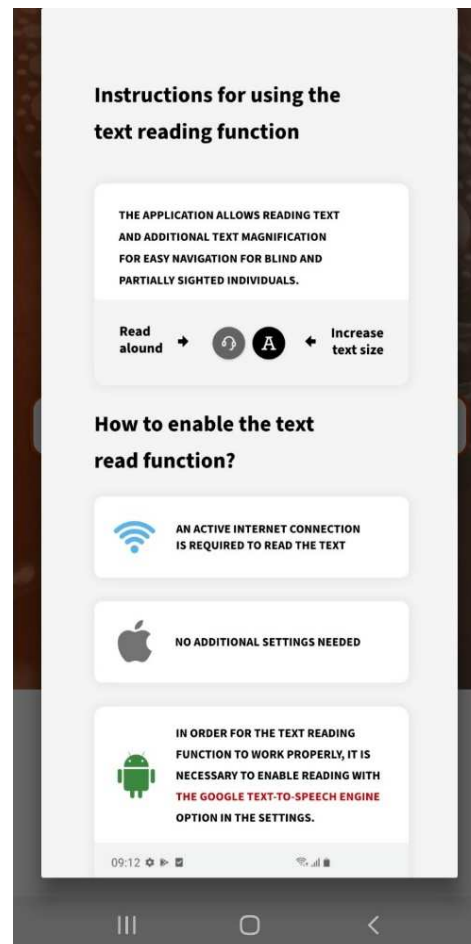 Instructions for using the
text reading function
THE APPLICATION ALLOWS READING TEXT
AND ADDITIONAL TEXT MAGNIFICATION
FOR EASY NAVIGATION FOR BLIND AND
PARTIALLY SIGHTED INDIVIDUALS.
Read
alound
A
Increase
text size
How to enable the text
read function?
AN ACTIVE INTERNET CONNECTION
IS REQUIRED TO READ THE TEXT
NO ADDITIONAL SETTINGS NEEDED
IN ORDER FOR THE TEXT READING
FUNCTION TO WORK PROPERLY, IT IS
NECESSARY TO ENABLE READING WITH
THE GOOGLE TEXT-TO-SPEECH ENGINE
OPTION IN THE SETTINGS.
09:12